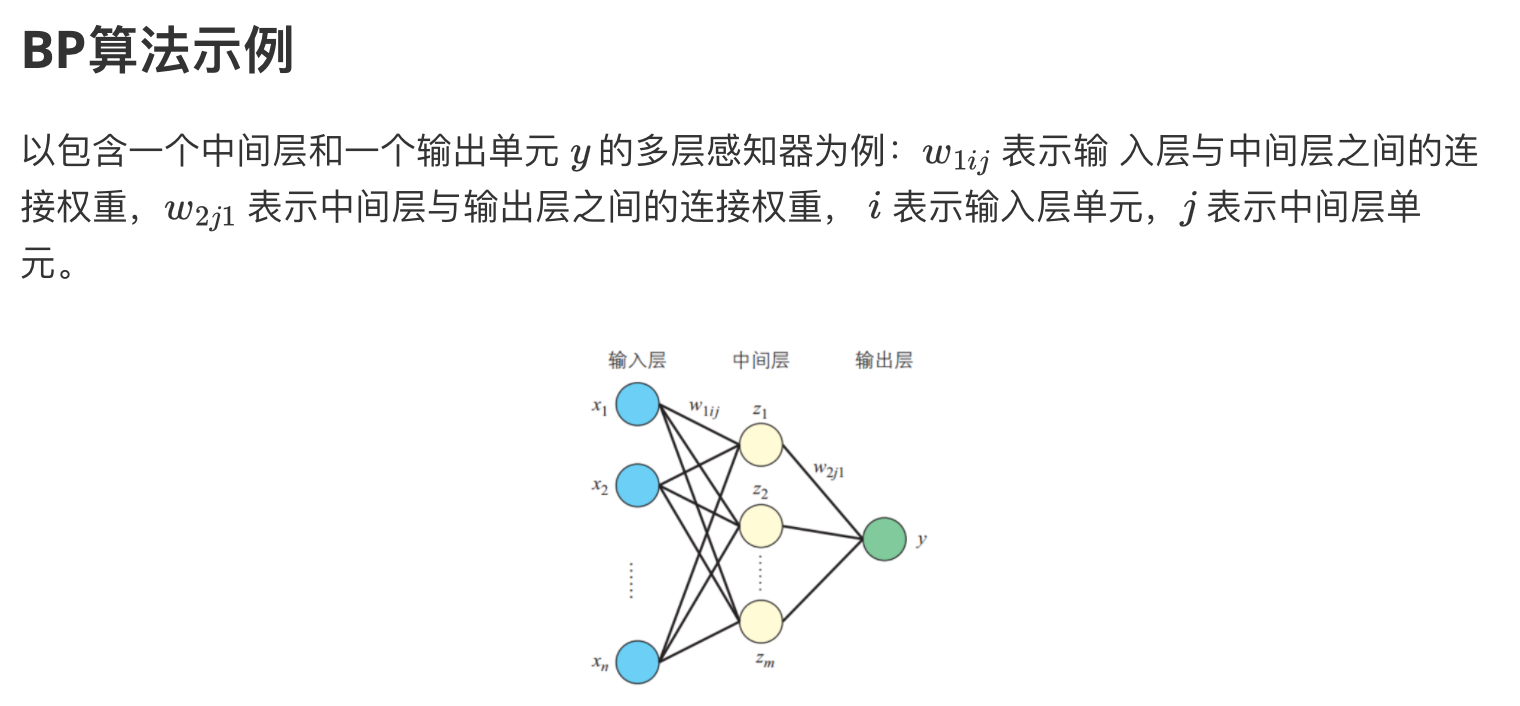 BP算法示例
以包含一个中间层和一个输出单元 y 的多层感知器为例：w1ij 表示输 入层与中间层之间的连
接权重，w2j1 表示中间层与输出层之间的连接权重， i 表示输入层单元，j 表示中间层单
元。
输入层 中间层 输出层
x1 w1ij z1
w2j1
x2 z2
y
xn zm